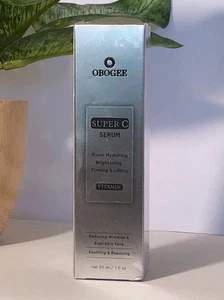 OBOGEE
SUPER C
SERUM
Super Hydrating
Brightening
Firming & Lifting
VITAMIN
Reducing Wrinkles &
Even Skin Tone
Soothing & Repairing
Net 30 ml / 1 fl oz